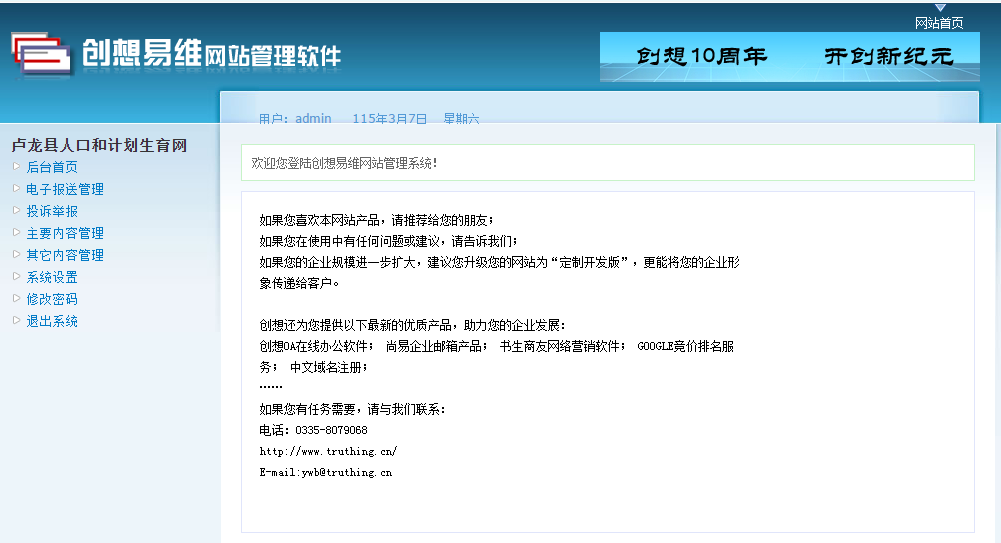 网站首页
创想易维网站管理软件
创想10周年 开创新纪元
用户：admin 115年3月7日 星期六
卢龙县人口和计划生育网
后台首页
电子报送管理
投诉举报
主要内容管理
其它内容管理
系统设置
修改密码
退出系统
欢迎您登陆创想易维网站管理系统！
如果您喜欢本网站产品，请推荐给您的朋友；
如果您在使用中有任何问题或建议，请告诉我们；
如果您的企业规模进一步扩大，建议您升级您的网站为“定制开发版”，更能将您的企业形
象传递给客户。
创想还为您提供以下最新的优质产品，助力您的企业发展：
创想OA在线办公软件； 尚易企业邮箱产品； 书生商友网络营销软件； GOOGLE竞价排名服
务； 中文域名注册；
……
如果您有任务需要，请与我们联系：
电话：0335-8079068
http://www.truthing.cn/
E-mail:ywb@truthing.cn